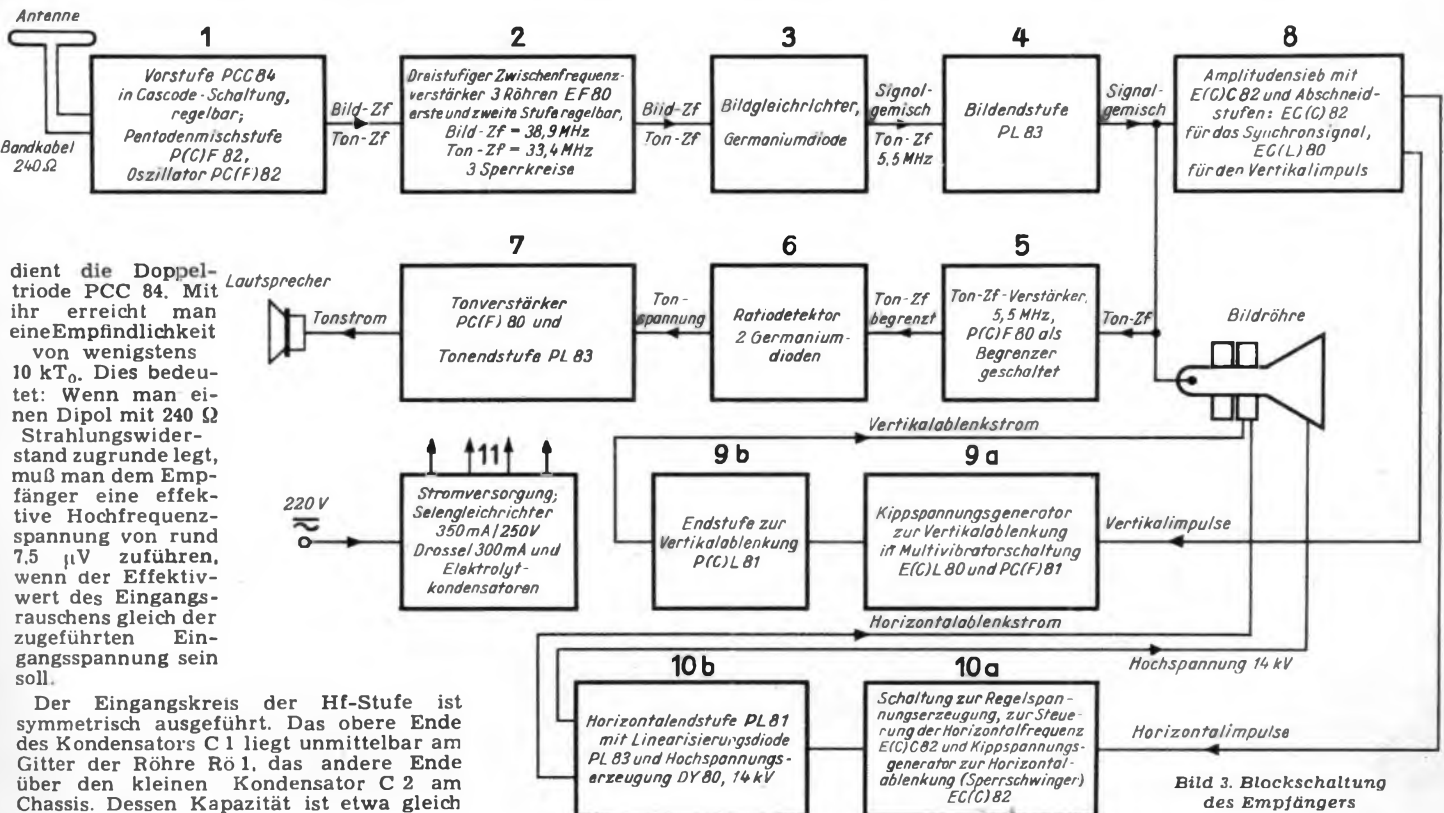 Antenne
Bandkabel
240 Ω
1
Vorstufe PCC 84
in Cascode-Schaltung,
regelbar;
Pentodenmischstufe
P(C)F 82,
Oszillator PC(F)82
Bild-Zf
Ton-Zf
2
Dreistufiger Zwischenfrequenz-
verstärker 3 Röhren EF 80
erste und zweite Stufe regelbar,
Bild-Zf = 38,9 MHz
Ton-Zf = 33,4 MHz
3 Sperrkreise
Bild-Zf
Ton-Zf
3
Bildgleichrichter,
Germaniumdiode
Signal-
gemisch
Ton-Zf
5,5 MHz
4
Bildendstufe
PL 83
Signal-
gemisch
8
Amplitudensieb mit
E(C)C 82 und Abschneid-
stufen: EC(C) 82
für das Synchronsignal,
EC(L) 80
für den Vertikalimpuls
7
Tonverstärker
PC(F) 80 und
Tonendstufe PL 83
Lautsprecher
Tonstrom
6
Ratiodetektor
2 Germanium-
dioden
Ton-
spannung
5
Ton-Zf-Verstärker,
5,5 MHz,
P(C)F 80 als
Begrenzer
geschaltet
Ton-Zf
begrenzt
Ton-Zf
Bildröhre
Vertikalablenkstrom
11
220 V
Stromversorgung;
Selengleichrichter
350 mA / 250 V
Drossel 300 mA und
Elektrolyt-
kondensatoren
9 b
Endstufe zur
Vertikalablenkung
P(C)L 81
9 a
Kippspannungsgenerator
zur Vertikalablenkung
in Multivibratorschaltung
E(C)L 80 und PC(F) 81
Vertikalimpulse
Horizontalablenkstrom
Hochspannung 14 kV
10 b
Horizontalendstufe PL 81
mit Linearisierungsdiode
PL 83 und Hochspannungs-
erzeugung DY 80, 14 kV
10 a
Schaltung zur Regelspan-
nungserzeugung, zur Steue-
rung der Horizontalfrequenz
E(C)C 82 und Kippspannungs-
generator zur Horizontal-
ablenkung (Sperrschwinger)
EC(C) 82
Horizontalimpulse
Bild 3. Blockschaltung
des Empfängers
dient die Doppel-
triode PCC 84. Mit
ihr erreicht man
eine Empfindlichkeit
von wenigstens
10 kT₀. Dies bedeu-
tet: Wenn man ei-
nen Dipol mit 240 Ω
Strahlungswider-
stand zugrunde legt,
muß man dem Emp-
fänger eine effek-
tive Hochfrequenz-
spannung von rund
7,5 µV zuführen,
wenn der Effektiv-
wert des Eingangs-
rauschens gleich der
zugeführten Ein-
gangsspannung sein
soll.
Der Eingangskreis der Hf-Stufe ist
symmetrisch ausgeführt. Das obere Ende
des Kondensators C 1 liegt unmittelbar am
Gitter der Röhre Rö 1, das andere Ende
über den kleinen Kondensator C 2 am
Chassis. Dessen Kapazität ist etwa gleich